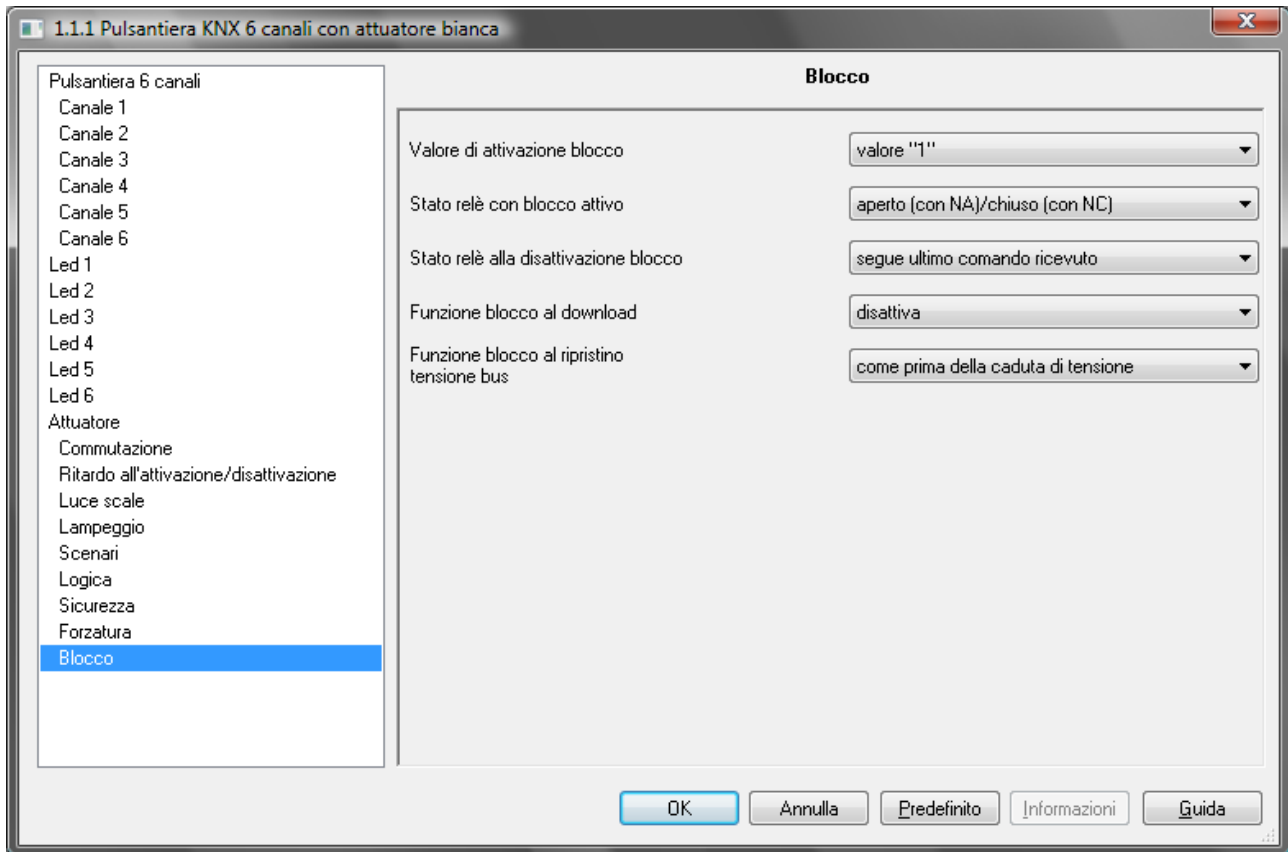 1.1.1 Pulsantiera KNX 6 canali con attuatore bianca
Pulsantiera 6 canali
Canale 1
Canale 2
Canale 3
Canale 4
Canale 5
Canale 6
Led 1
Led 2
Led 3
Led 4
Led 5
Led 6
Attuatore
Commutazione
Ritardo all'attivazione/disattivazione
Luce scale
Lampeggio
Scenari
Logica
Sicurezza
Forzatura
Blocco
Blocco
Valore di attivazione blocco
valore "1"
Stato relè con blocco attivo
aperto (con NA)/chiuso (con NC)
Stato relè alla disattivazione blocco
segue ultimo comando ricevuto
Funzione blocco al download
disattiva
Funzione blocco al ripristino
tensione bus
come prima della caduta di tensione
OK
Annulla
Predefinito
Informazioni
Guida